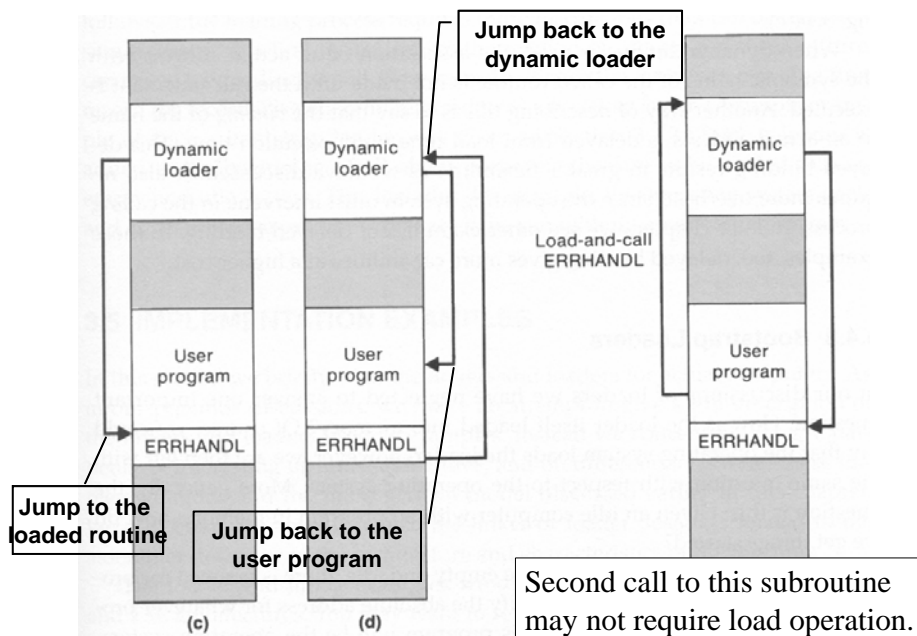 Jump back to the
dynamic loader
Dynamic
loader
User
program
ERRHANDL
Jump to the
loaded routine
(c)
Dynamic
loader
User
program
ERRHANDL
Jump back to the
user program
(d)
Dynamic
loader
Load-and-call
ERRHANDL
User
program
ERRHANDL
Second call to this subroutine
may not require load operation.